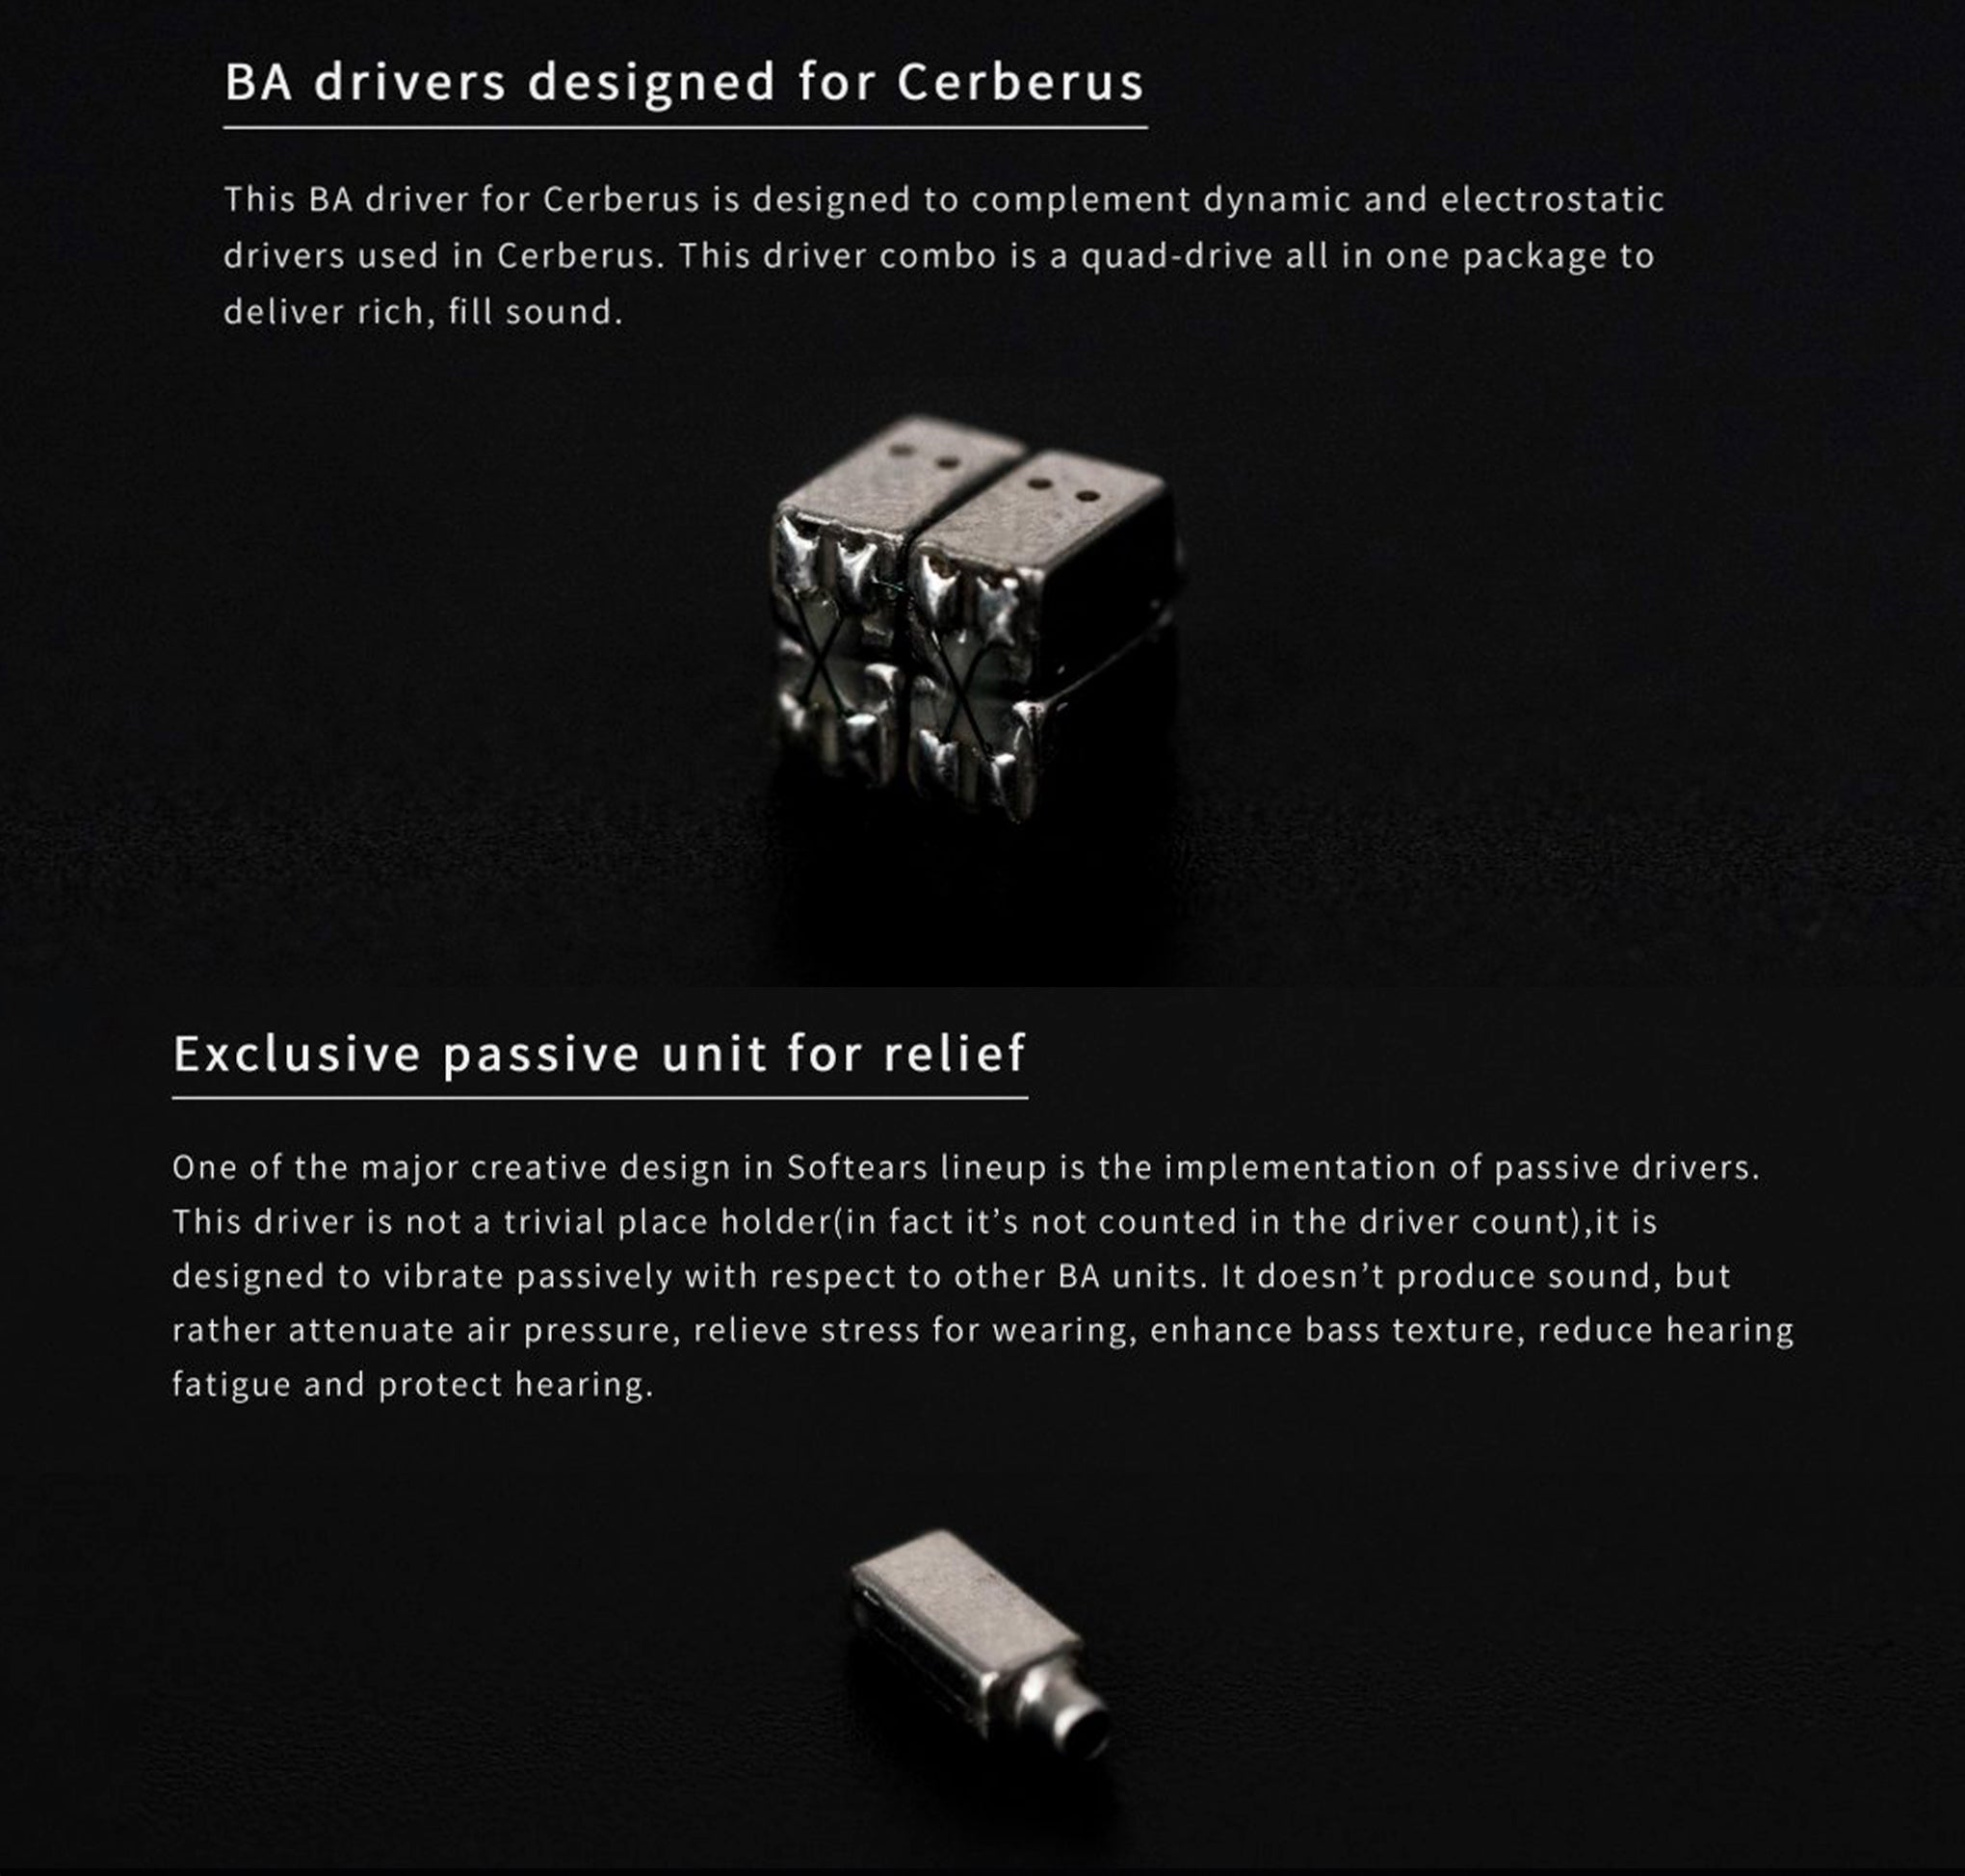 BA drivers designed for Cerberus
This BA driver for Cerberus is designed to complement dynamic and electrostatic
drivers used in Cerberus. This driver combo is a quad-drive all in one package to
deliver rich, fill sound.
Exclusive passive unit for relief
One of the major creative design in Softears lineup is the implementation of passive drivers.
This driver is not a trivial place holder(in fact it’s not counted in the driver count),it is
designed to vibrate passively with respect to other BA units. It doesn’t produce sound, but
rather attenuate air pressure, relieve stress for wearing, enhance bass texture, reduce hearing
fatigue and protect hearing.